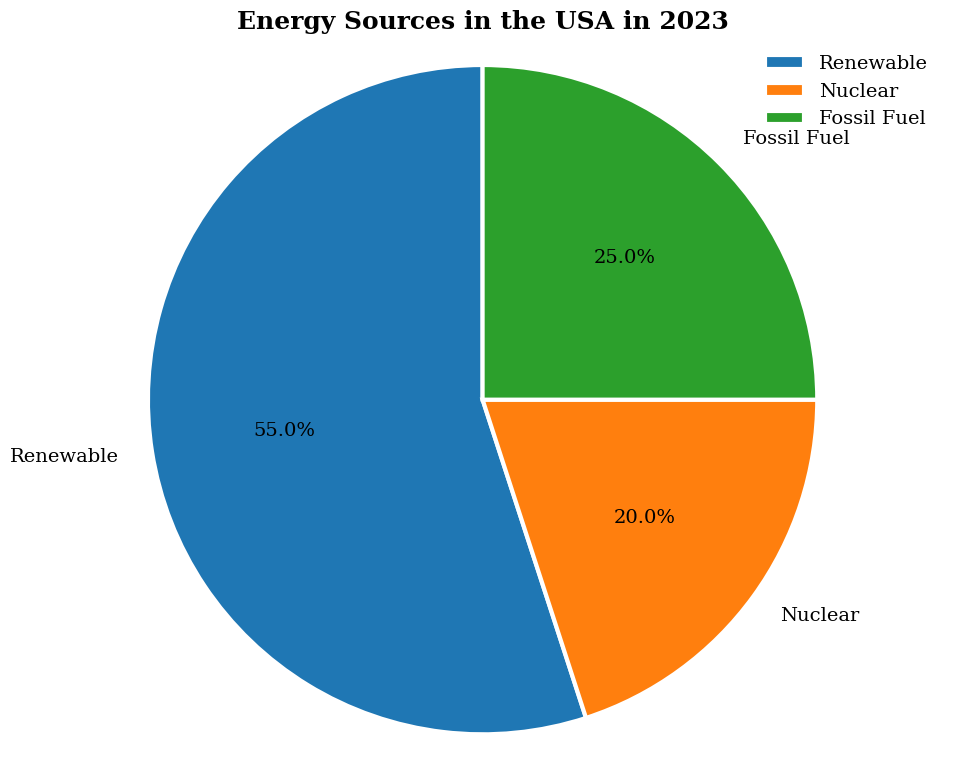 Energy Sources in the USA in 2023
Renewable
Nuclear
Fossil Fuel
Fossil Fuel
25.0%
55.0%
Renewable
20.0%
Nuclear